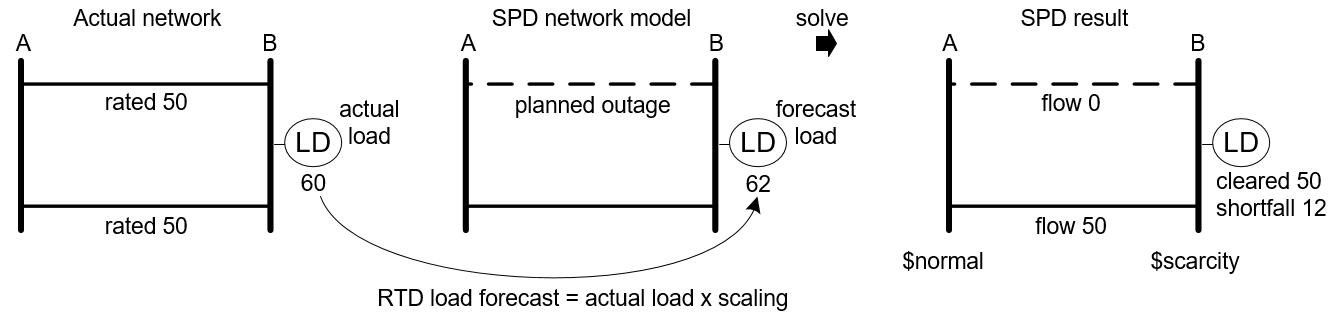 Actual network
A
B
rated 50
actual
load
LD
60
rated 50
SPD network model
A
B
planned outage
forecast
load
LD
62
solve
SPD result
A
B
flow 0
LD
cleared 50
shortfall 12
flow 50
$normal
$scarcity
RTD load forecast = actual load x scaling